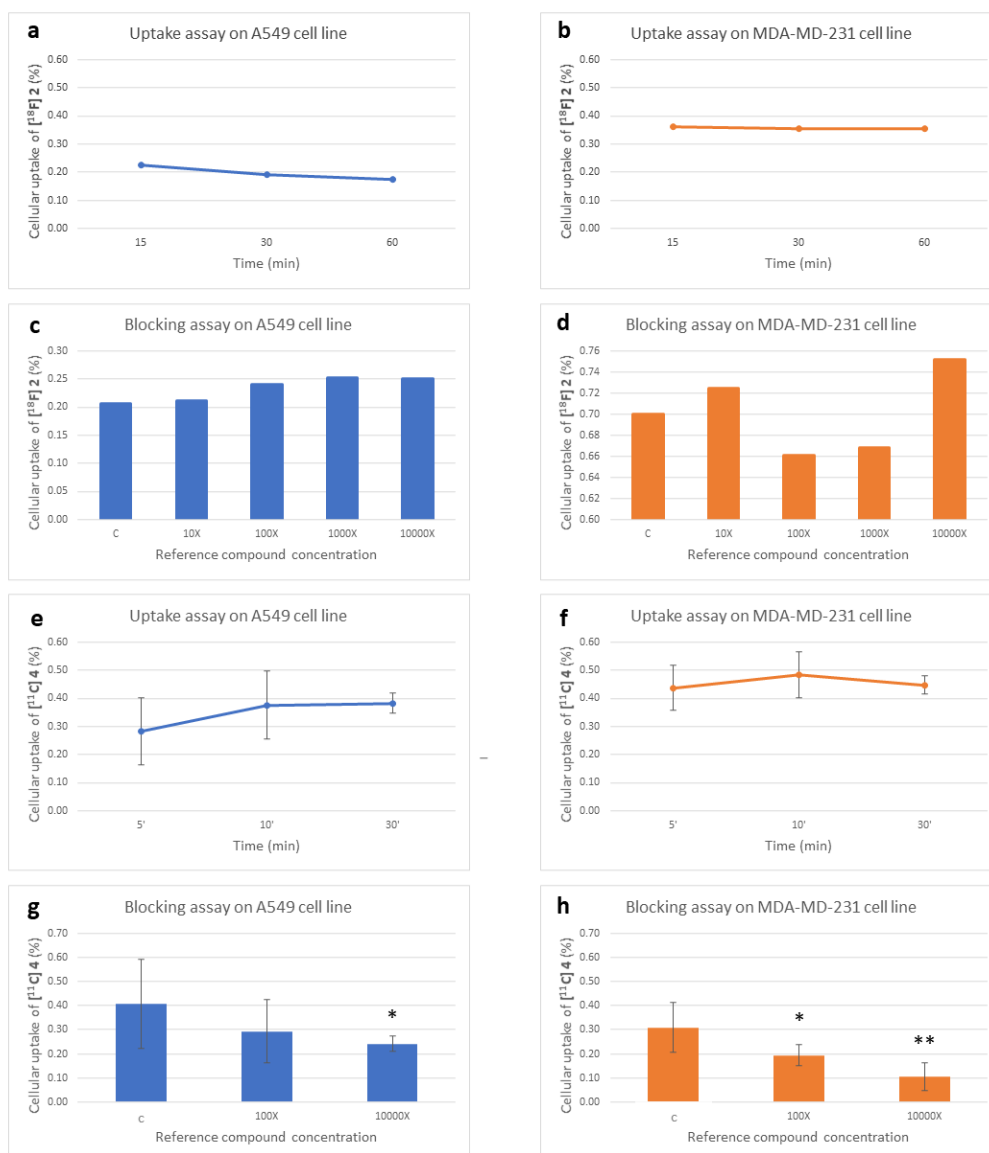 a
Uptake assay on A549 cell line
Cellular uptake of [¹⁸F] 2 (%)
0.60
0.50
0.40
0.30
0.20
0.10
0.00
15 30 60
Time (min)
b
Uptake assay on MDA-MD-231 cell line
Cellular uptake of [¹⁸F] 2 (%)
0.60
0.50
0.40
0.30
0.20
0.10
0.00
15 30 60
Time (min)
c
Blocking assay on A549 cell line
Cellular uptake of [¹⁸F] 2 (%)
0.30
0.25
0.20
0.15
0.10
0.05
0.00
C 10X 100X 1000X 10000X
Reference compound concentration
d
Blocking assay on MDA-MD-231 cell line
Cellular uptake of [¹⁸F] 2 (%)
0.76
0.74
0.72
0.70
0.68
0.66
0.64
0.62
0.60
C 10X 100X 1000X 10000X
Reference compound concentration
e
Uptake assay on A549 cell line
Cellular uptake of [¹¹C] 4 (%)
0.60
0.50
0.40
0.30
0.20
0.10
0.00
5' 10' 30'
Time (min)
f
Uptake assay on MDA-MD-231 cell line
Cellular uptake of [¹¹C] 4 (%)
0.60
0.50
0.40
0.30
0.20
0.10
0.00
5' 10' 30'
Time (min)
g
Blocking assay on A549 cell line
Cellular uptake of [¹¹C] 4 (%)
0.70
0.60
0.50
0.40
0.30
0.20
0.10
0.00
*
C 100X 10000X
Reference compound concentration
h
Blocking assay on MDA-MD-231 cell line
Cellular uptake of [¹¹C] 4 (%)
0.70
0.60
0.50
0.40
0.30
0.20
0.10
0.00
*
**
C 100X 10000X
Reference compound concentration